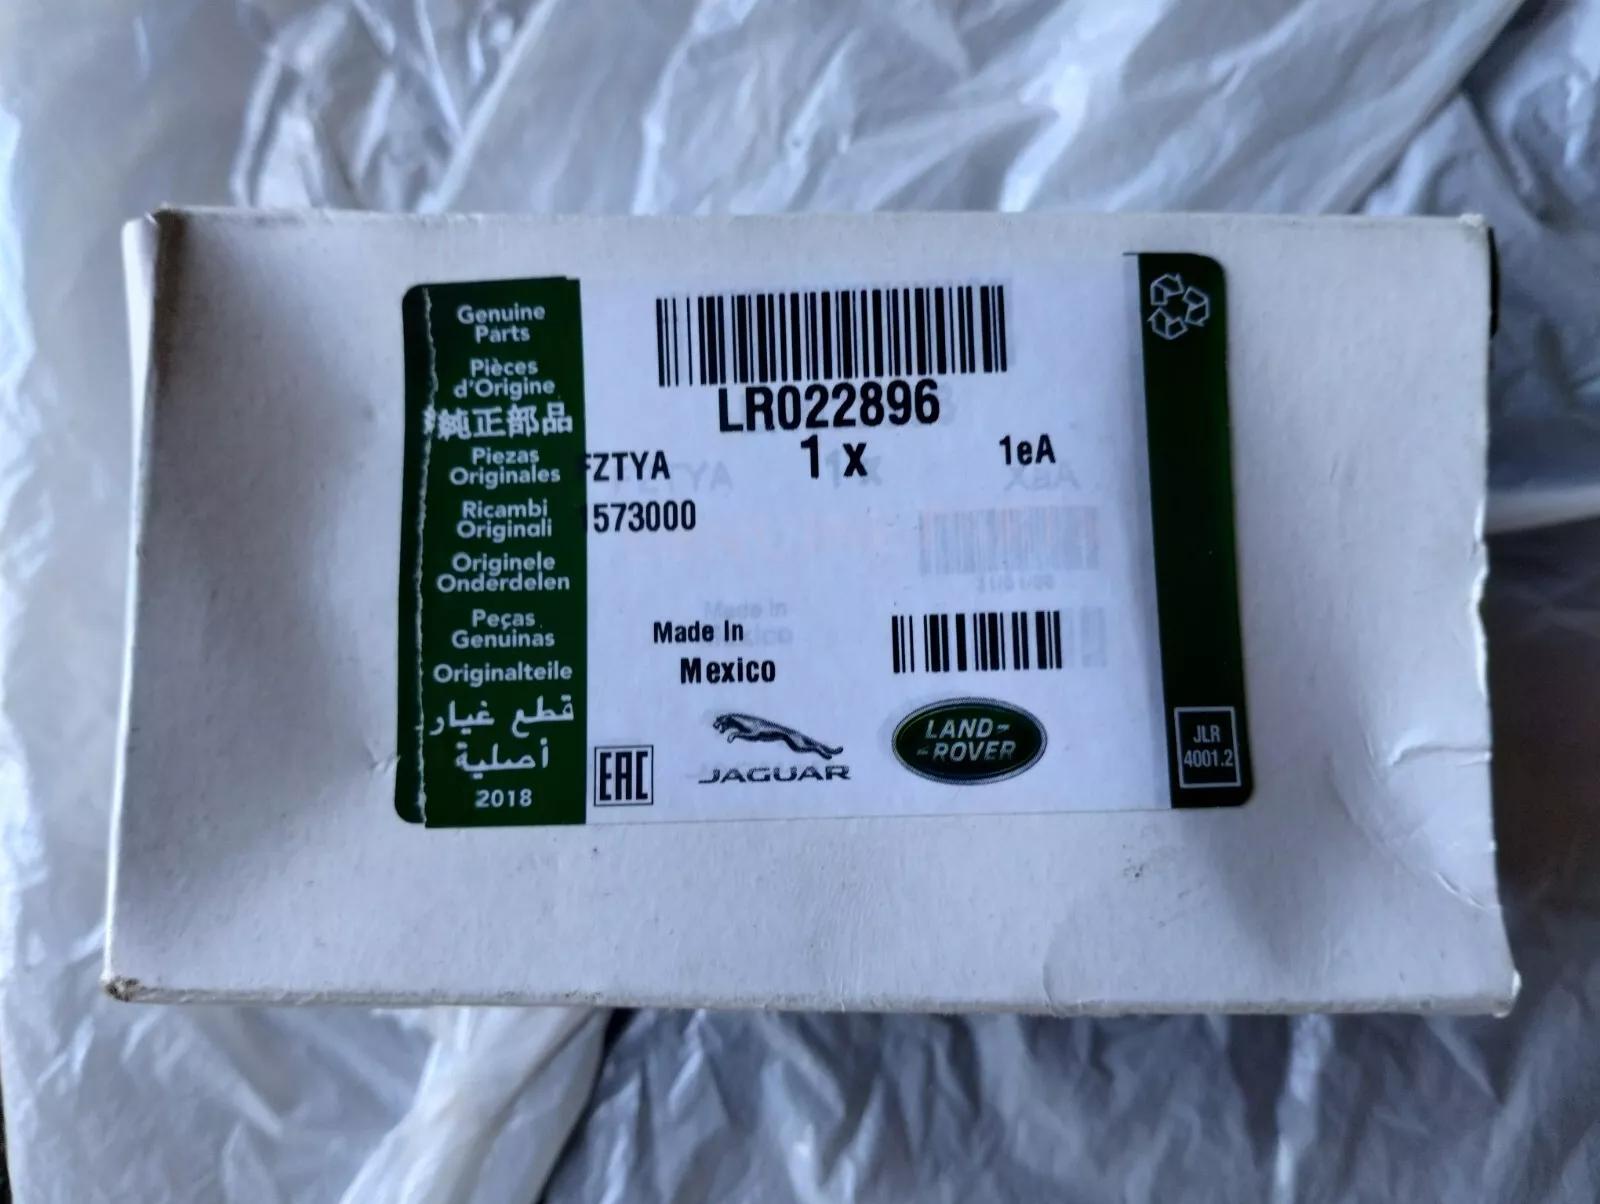 Genuine
Parts
Pièces
d'Origine
純正部品
Piezas
Originales
Ricambi
Originali
Originele
Onderdelen
Peças
Genuinas
Originalteile
قطع غيار
أصلية
2018
LR022896
1 x
1eA
FZTYA
1573000
Made In
Mexico
EAC
JAGUAR
LAND-
-ROVER
JLR
4001.2